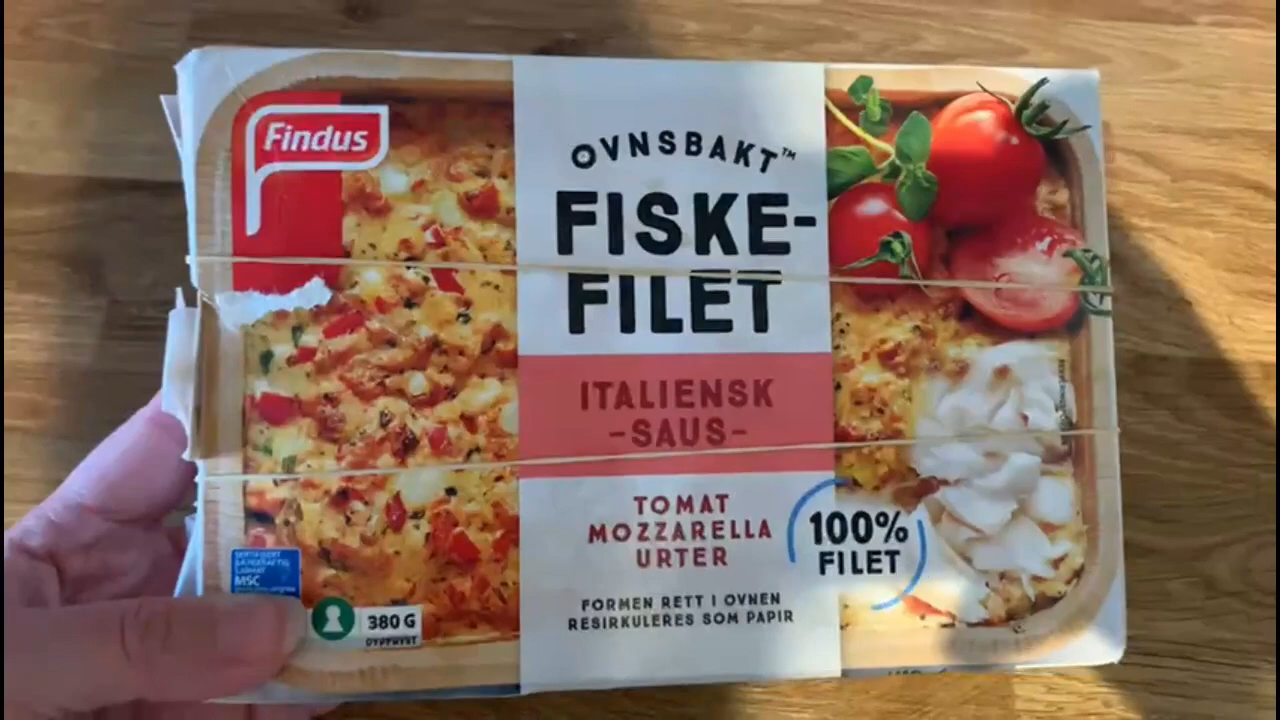 Findus
OVNSBAKT™
FISKE-
FILET
ITALIENSK
-SAUS-
TOMAT
MOZZARELLA
URTER
100%
FILET
FORMEN RETT I OVNEN
RESIRKULERES SOM PAPIR
MSC
380 G
DYPFRYST